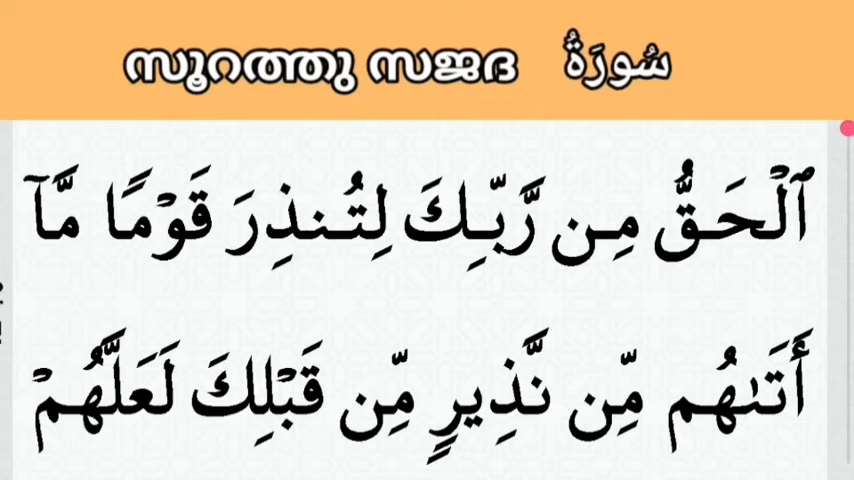 സൂറത്തു സജദ سُورَةُ
ٱلْحَقُّ مِن رَّبِّكَ لِتُنذِرَ قَوْمًا مَّآ
أَتَىٰهُم مِّن نَّذِيرٍ مِّن قَبْلِكَ لَعَلَّهُمْ